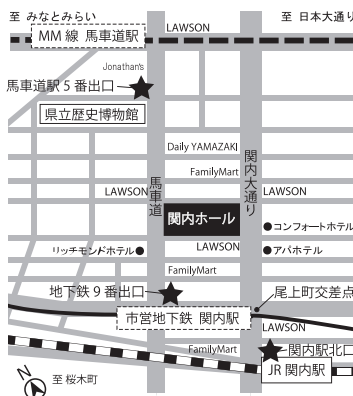 至 みなとみらい
至 日本大通り
LAWSON
MM 線 馬車道駅
Jonathan's
馬車道駅 5 番出口
県立歴史博物館
Daily YAMAZAKI
FamilyMart
馬車道
関内大通り
LAWSON
LAWSON
関内ホール
コンフォートホテル
リッチモンドホテル
LAWSON
アパホテル
FamilyMart
地下鉄 9 番出口
尾上町交差点
市営地下鉄 関内駅
LAWSON
FamilyMart
関内駅北口
JR 関内駅
N
至 桜木町